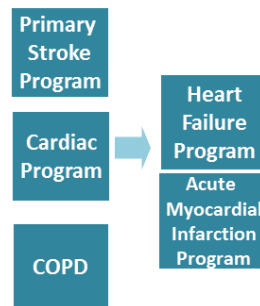 Primary
Stroke
Program
Cardiac
Program
COPD
Heart
Failure
Program
Acute
Myocardial
Infarction
Program